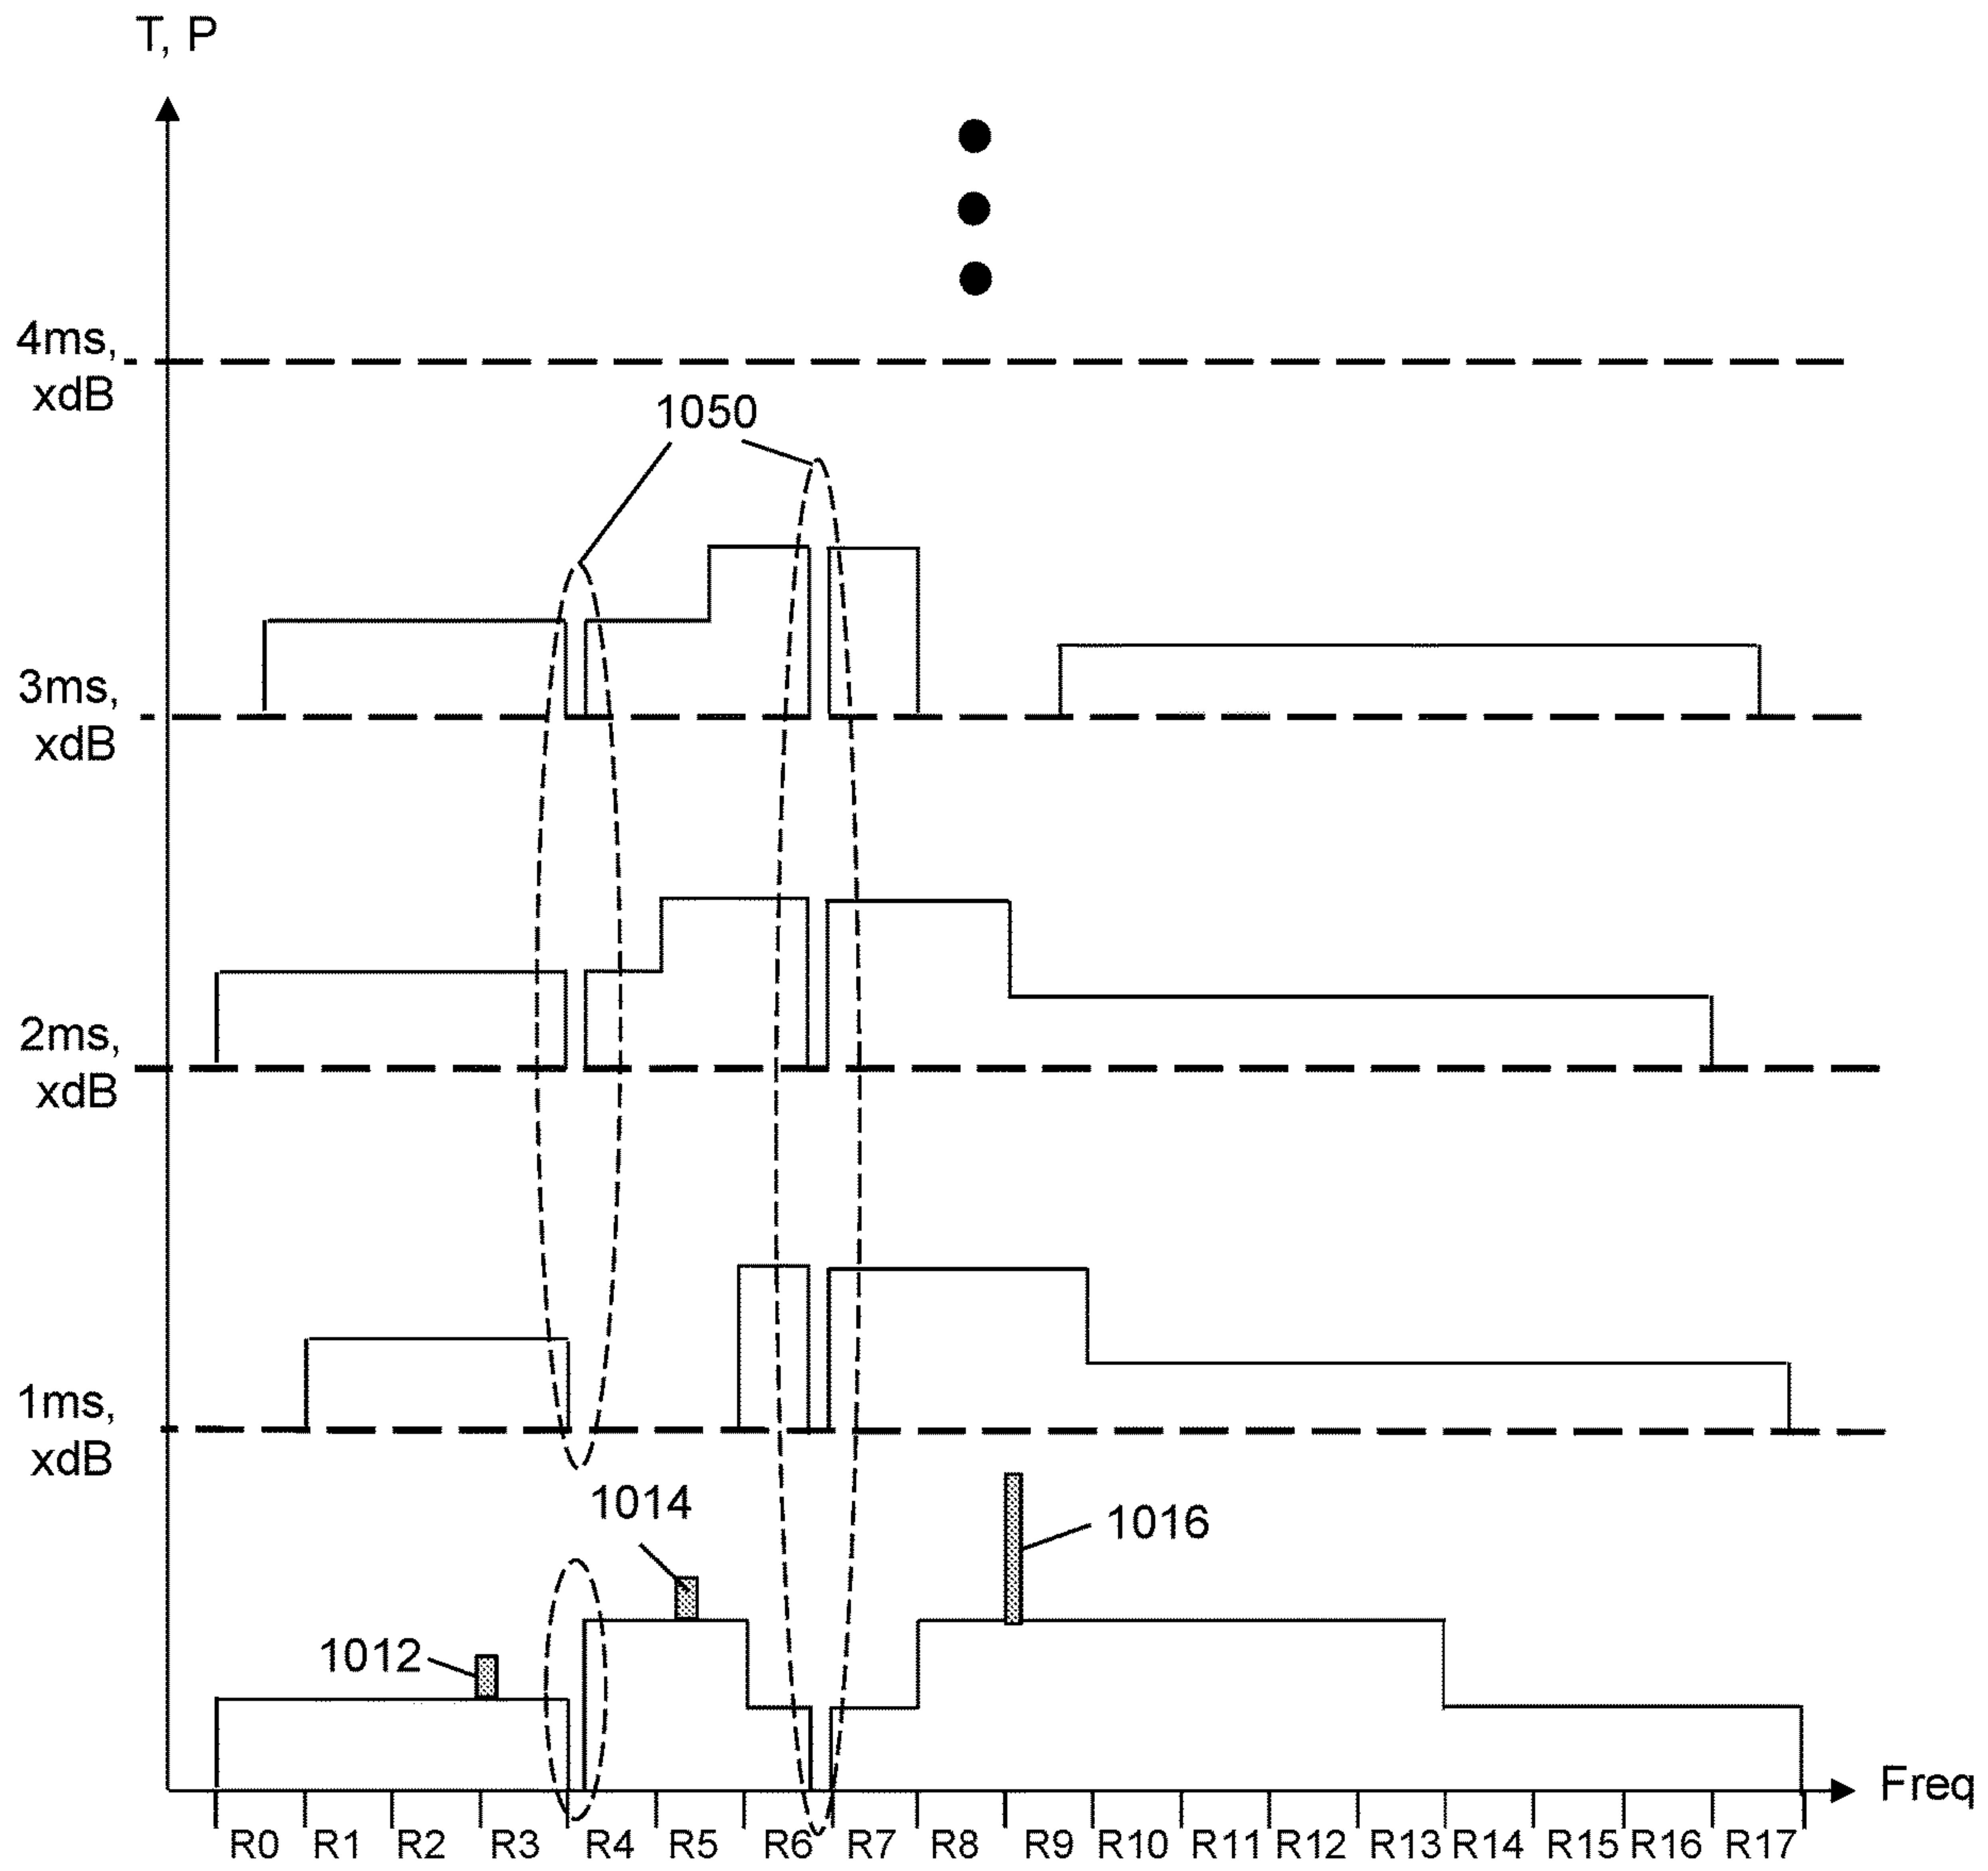 T, P
4ms,
xdB
1050
3ms,
xdB
2ms,
xdB
1ms,
xdB
1014
1016
1012
Freq
R0 R1 R2 R3 R4 R5 R6 R7 R8 R9 R10 R11 R12 R13 R14 R15 R16 R17